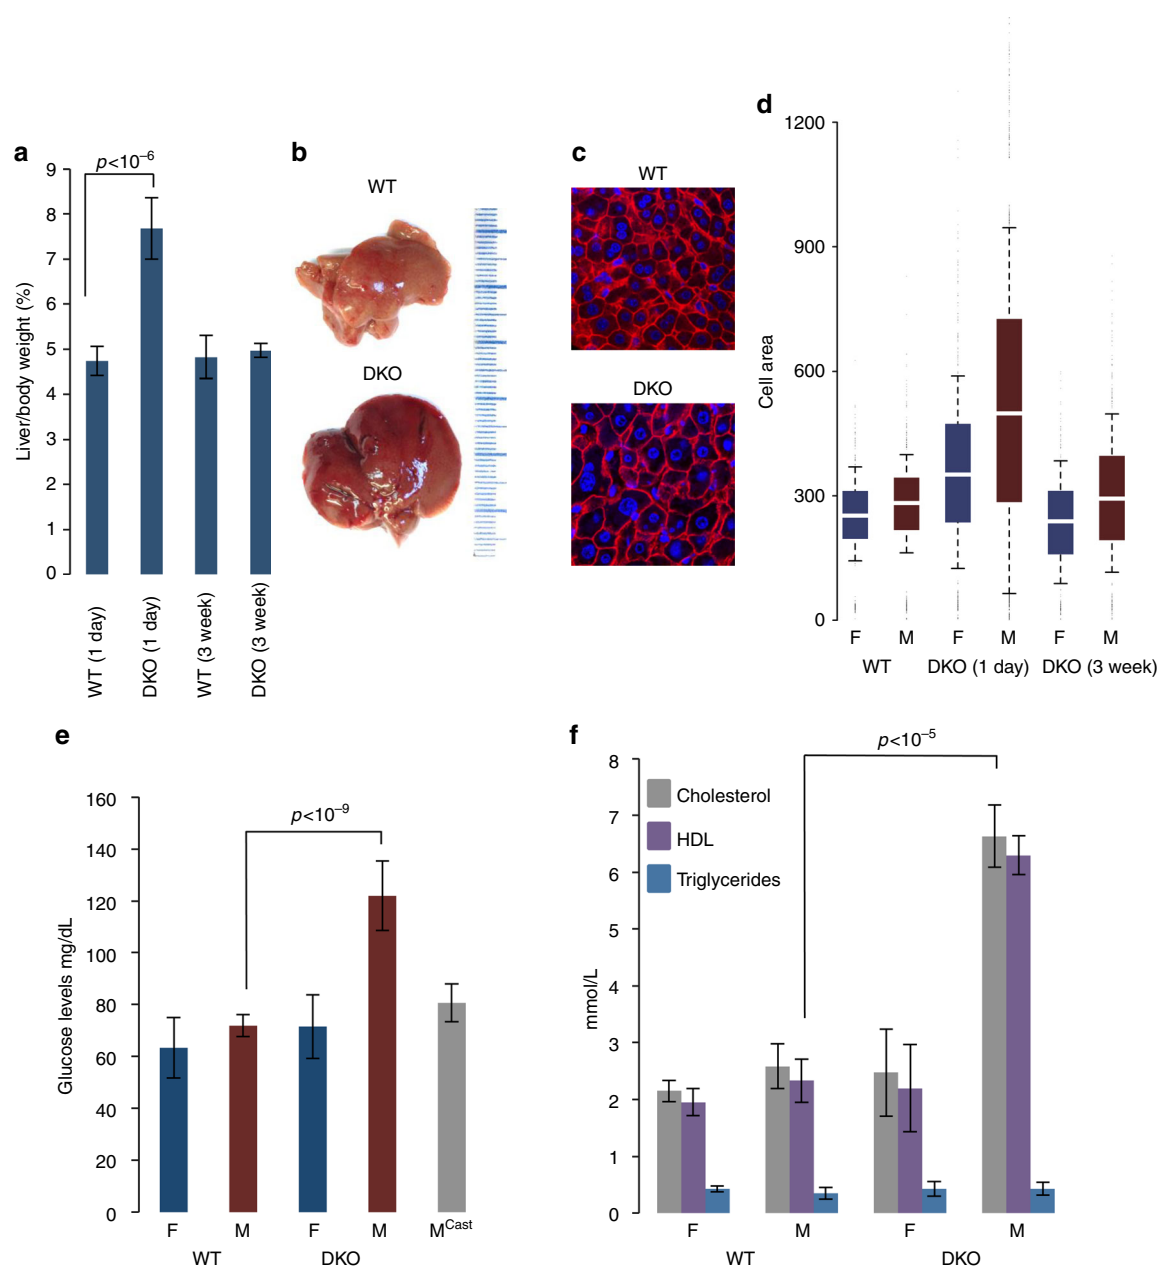 a
p<10⁻⁶
9
8
7
6
5
4
3
2
1
0
Liver/body weight (%)
WT (1 day)
DKO (1 day)
WT (3 week)
DKO (3 week)
b
WT
DKO
c
WT
DKO
d
1200
900
600
300
0
Cell area
F M F M F M
WT DKO (1 day) DKO (3 week)
e
p<10⁻⁹
160
140
120
100
80
60
40
20
0
Glucose levels mg/dL
F M F M M^Cast
WT DKO
f
p<10⁻⁵
8
7
6
5
4
3
2
1
0
mmol/L
Cholesterol
HDL
Triglycerides
F M F M
WT DKO